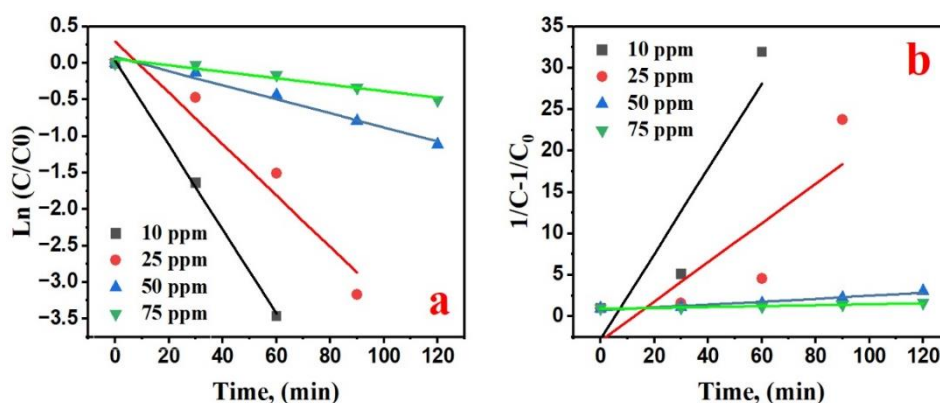 0.5
0.0
−0.5
−1.0
−1.5
−2.0
−2.5
−3.0
−3.5
Ln (C/C0)
10 ppm
25 ppm
50 ppm
75 ppm
a
0 20 40 60 80 100 120
Time, (min)
35
30
25
20
15
10
5
0
1/C-1/C₀
10 ppm
25 ppm
50 ppm
75 ppm
b
0 20 40 60 80 100 120
Time, (min)